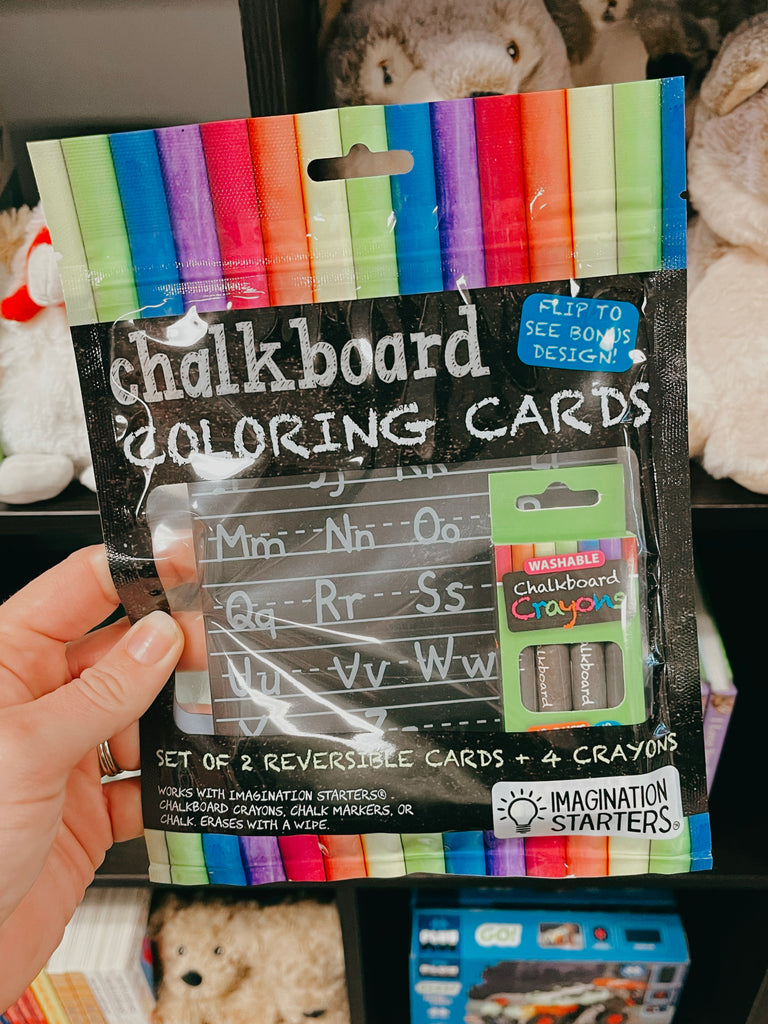 FLIP TO
SEE BONUS
DESIGN!
chalkboard
COLORING CARDS
Mm Nn Oo
Qq Rr Ss
Uu Vv Ww
WASHABLE
Chalkboard
Crayons
SET OF 2 REVERSIBLE CARDS + 4 CRAYONS
WORKS WITH IMAGINATION STARTERS®
CHALKBOARD CRAYONS, CHALK MARKERS, OR
CHALK. ERASES WITH A WIPE.
IMAGINATION
STARTERS®
GO!